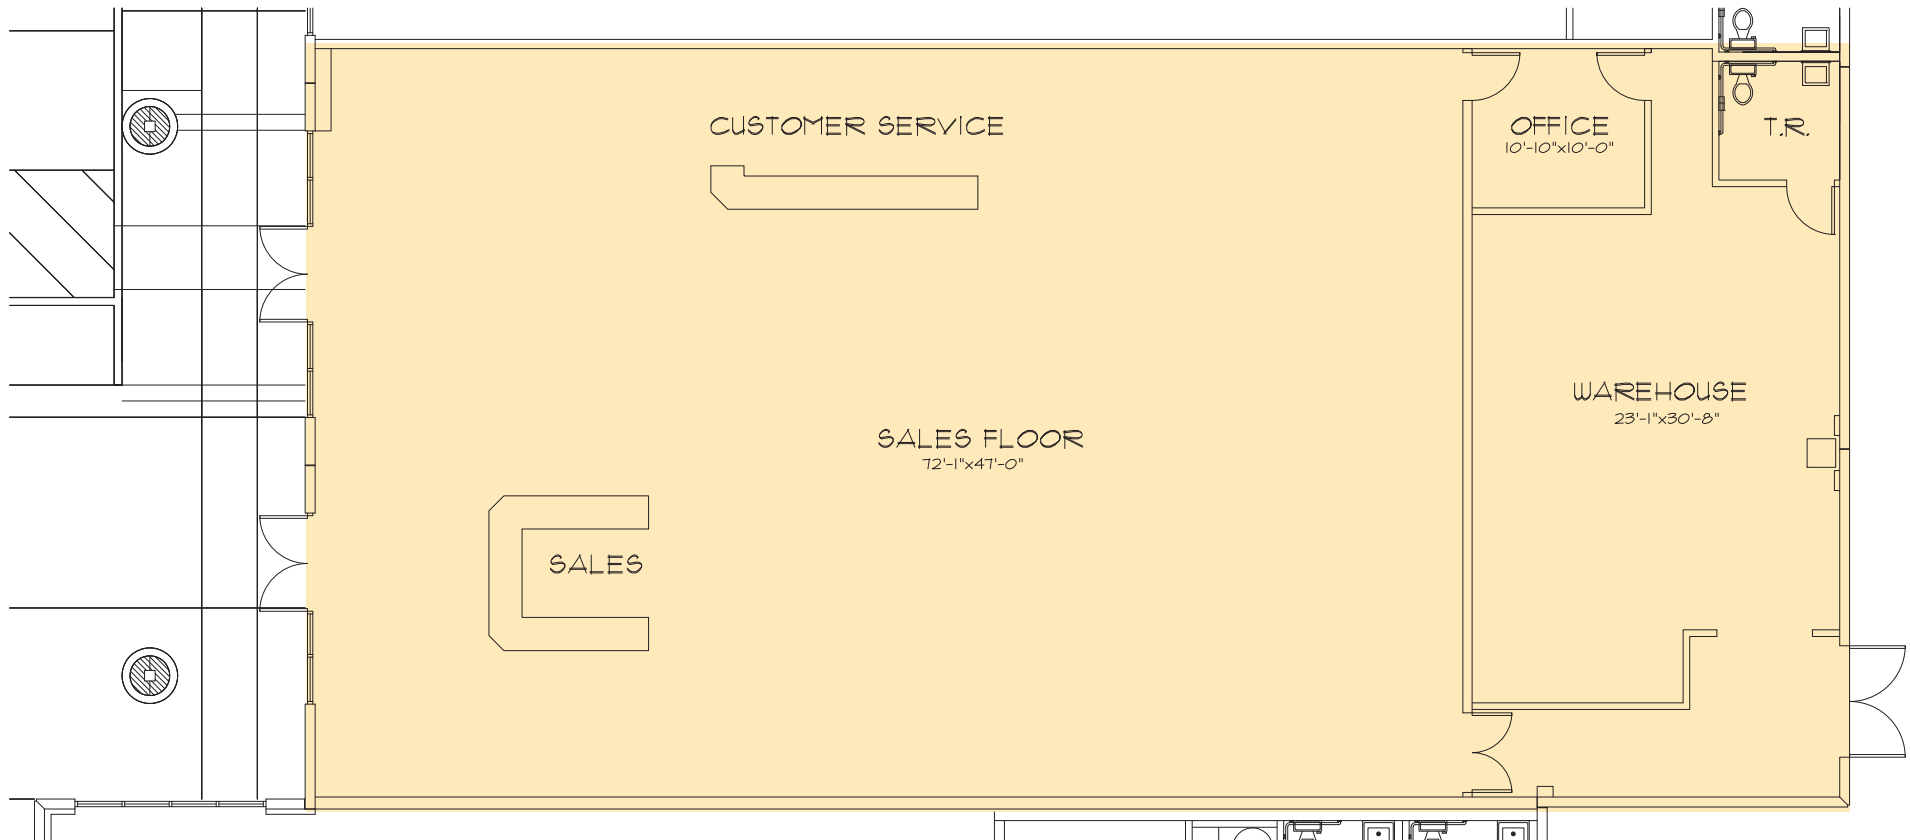 CUSTOMER SERVICE
OFFICE
10'-10"x10'-0"
T.R.
WAREHOUSE
23'-1"x30'-8"
SALES FLOOR
72'-1"x47'-0"
SALES